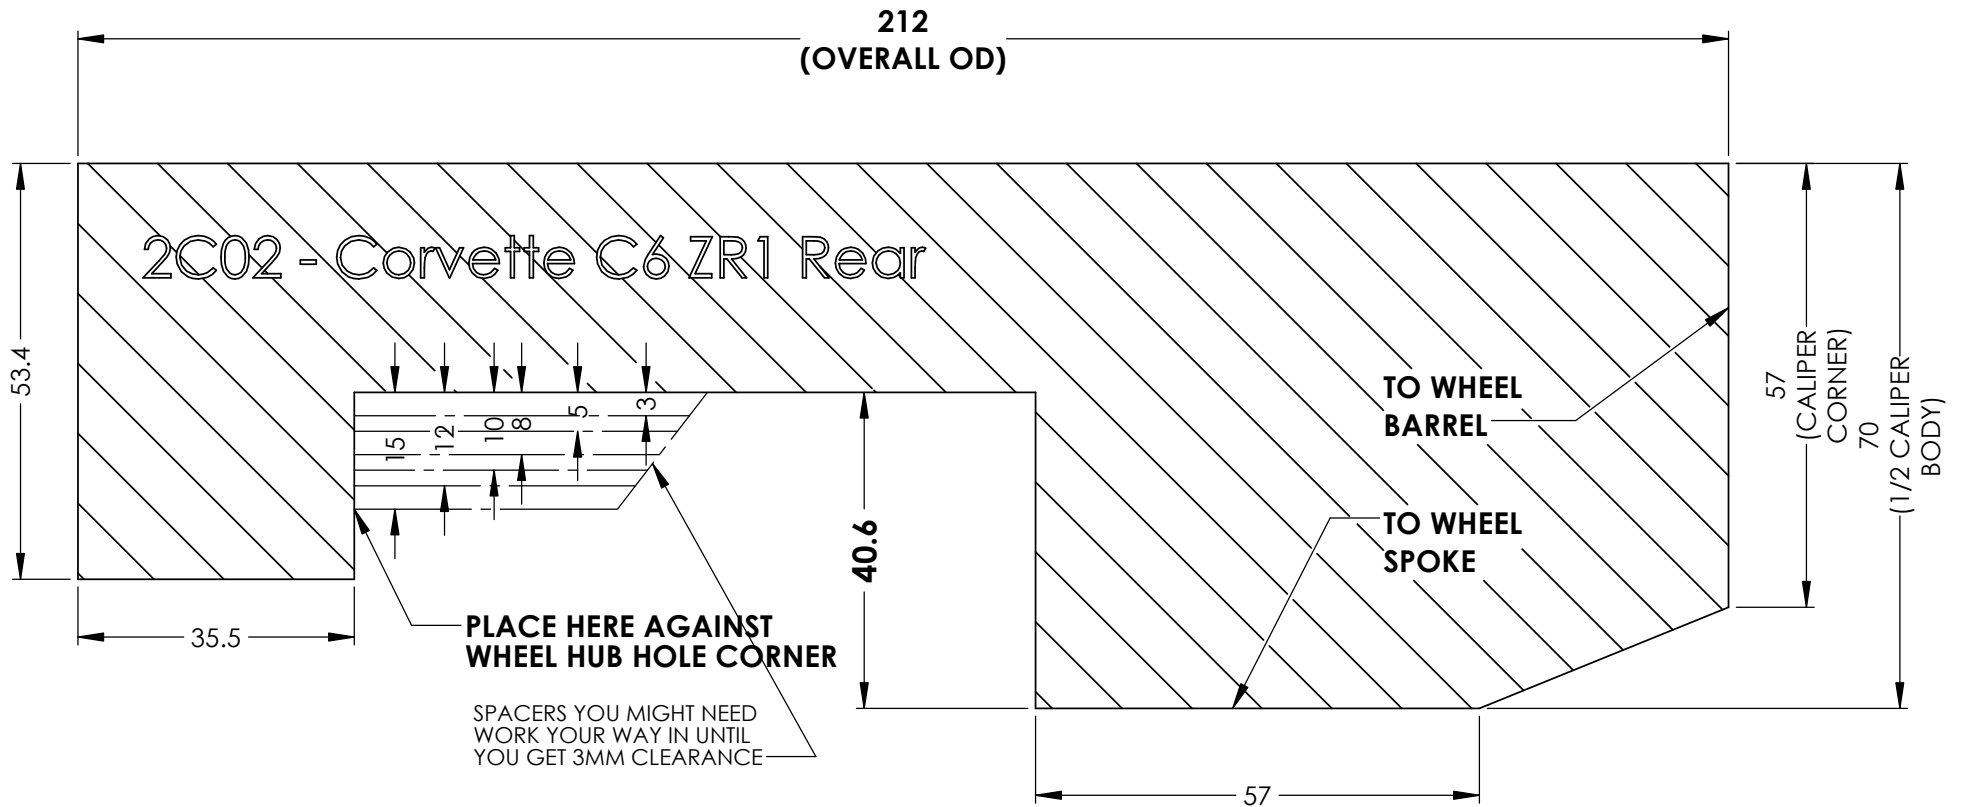 212
(OVERALL OD)
2C02 - Corvette C6 ZR1 Rear
53.4
35.5
15
12
10
8
5
3
40.6
PLACE HERE AGAINST
WHEEL HUB HOLE CORNER
SPACERS YOU MIGHT NEED
WORK YOUR WAY IN UNTIL
YOU GET 3MM CLEARANCE
TO WHEEL
BARREL
TO WHEEL
SPOKE
57
(CALIPER
CORNER)
70
(1/2 CALIPER
BODY)
57